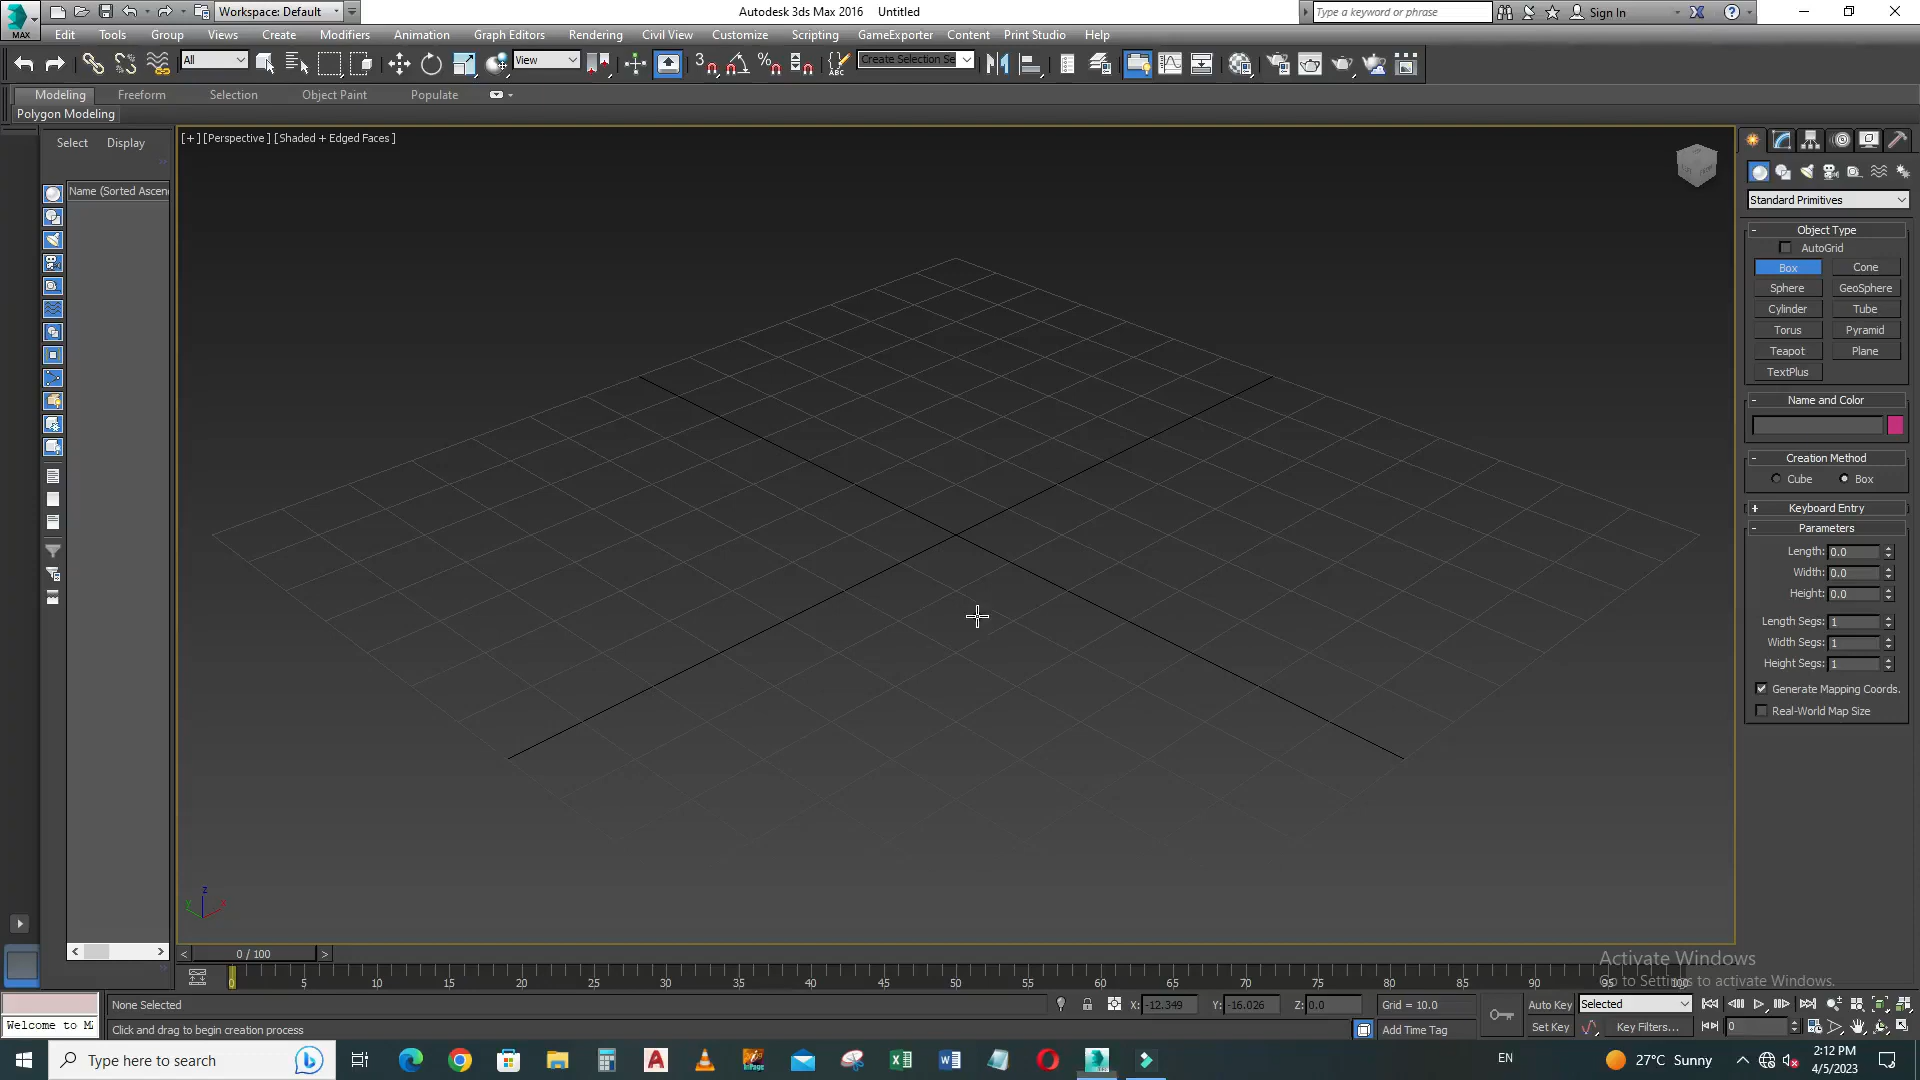 Workspace: Default
Autodesk 3ds Max 2016 Untitled
Type a keyword or phrase
Sign In
MAX
Edit Tools Group Views Create Modifiers Animation Graph Editors Rendering Civil View Customize Scripting GameExporter Content Print Studio Help
All
View
3
Create Selection Se
ABC
Modeling Freeform Selection Object Paint Populate
Polygon Modeling
Select Display
[+] [Perspective] [Shaded + Edged Faces]
Name (Sorted Ascen
Standard Primitives
- Object Type
AutoGrid
Box Cone
Sphere GeoSphere
Cylinder Tube
Torus Pyramid
Teapot Plane
TextPlus
- Name and Color
- Creation Method
Cube Box
+ Keyboard Entry
- Parameters
Length: 0.0
Width: 0.0
Height: 0.0
Length Segs: 1
Width Segs: 1
Height Segs: 1
Generate Mapping Coords.
Real-World Map Size
z
y x
< 0 / 100 >
Activate Windows
Go to Settings to activate Windows.
0 5 10 15 20 25 30 35 40 45 50 55 60 65 70 75 80 85 90 95 100
None Selected
X: -12.349 Y: -16.026 Z: 0.0
Grid = 10.0
Auto Key Selected
Welcome to M
Click and drag to begin creation process
Add Time Tag
Set Key Key Filters...
0
Type here to search
EN
27°C Sunny
2:12 PM
4/5/2023